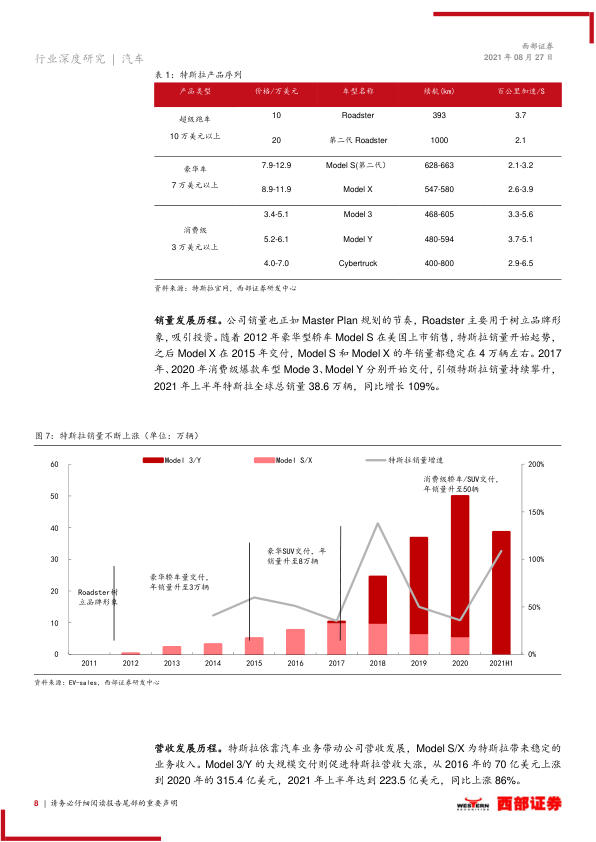 西部证券
行业深度研究 | 汽车
2021 年 08 月 27 日
表 1：特斯拉产品序列
产品类型 价格/万美元 车型名称 续航(km) 百公里加速/S
超级跑车
10 万美元以上
10 Roadster 393 3.7
20 第二代 Roadster 1000 2.1
豪华车
7 万美元以上
7.9-12.9 Model S(第二代) 628-663 2.1-3.2
8.9-11.9 Model X 547-580 2.6-3.9
消费级
3 万美元以上
3.4-5.1 Model 3 468-605 3.3-5.6
5.2-6.1 Model Y 480-594 3.7-5.1
4.0-7.0 Cybertruck 400-800 2.9-6.5
资料来源：特斯拉官网，西部证券研发中心
销量发展历程。公司销量也正如 Master Plan 规划的节奏，Roadster 主要用于树立品牌形
象，吸引投资。随着 2012 年豪华型轿车 Model S 在美国上市销售，特斯拉销量开始起势，
之后 Model X 在 2015 年交付，Model S 和 Model X 的年销量都稳定在 4 万辆左右。2017
年、2020 年消费级爆款车型 Mode 3、Model Y 分别开始交付，引领特斯拉销量持续攀升，
2021 年上半年特斯拉全球总销量 38.6 万辆，同比增长 109%。
图 7：特斯拉销量不断上涨（单位：万辆）
Model 3/Y Model S/X 特斯拉销量增速
60
50
40
30
20
10
0
200%
150%
100%
50%
0%
Roadster树
立品牌形象
豪华轿车量交付，
年销量升至3万辆
豪华SUV交付，年
销量升至8万辆
消费级轿车/SUV交付，
年销量升至50辆
2011 2012 2013 2014 2015 2016 2017 2018 2019 2020 2021H1
资料来源：EV-sales，西部证券研发中心
营收发展历程。特斯拉依靠汽车业务带动公司营收发展，Model S/X 为特斯拉带来稳定的
业务收入。Model 3/Y 的大规模交付则促进特斯拉营收大涨，从 2016 年的 70 亿美元上涨
到 2020 年的 315.4 亿美元，2021 年上半年达到 223.5 亿美元，同比上涨 86%。
8 | 请务必仔细阅读报告尾部的重要声明
WESTERN
SECURITIES
西部证券